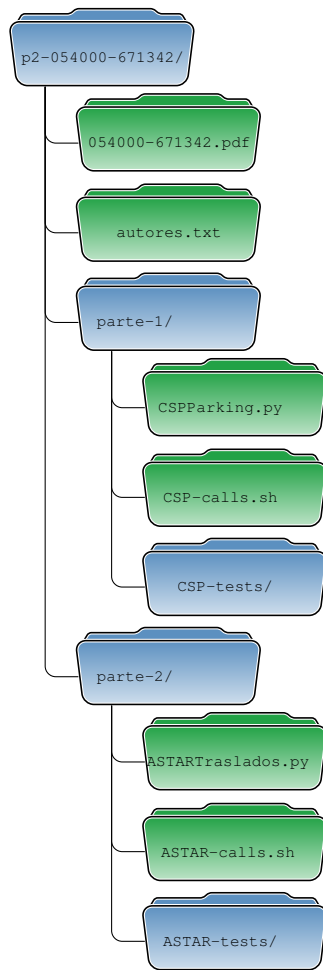 p2-054000-671342/
054000-671342.pdf
autores.txt
parte-1/
CSPParking.py
CSP-calls.sh
CSP-tests/
parte-2/
ASTARTraslados.py
ASTAR-calls.sh
ASTAR-tests/